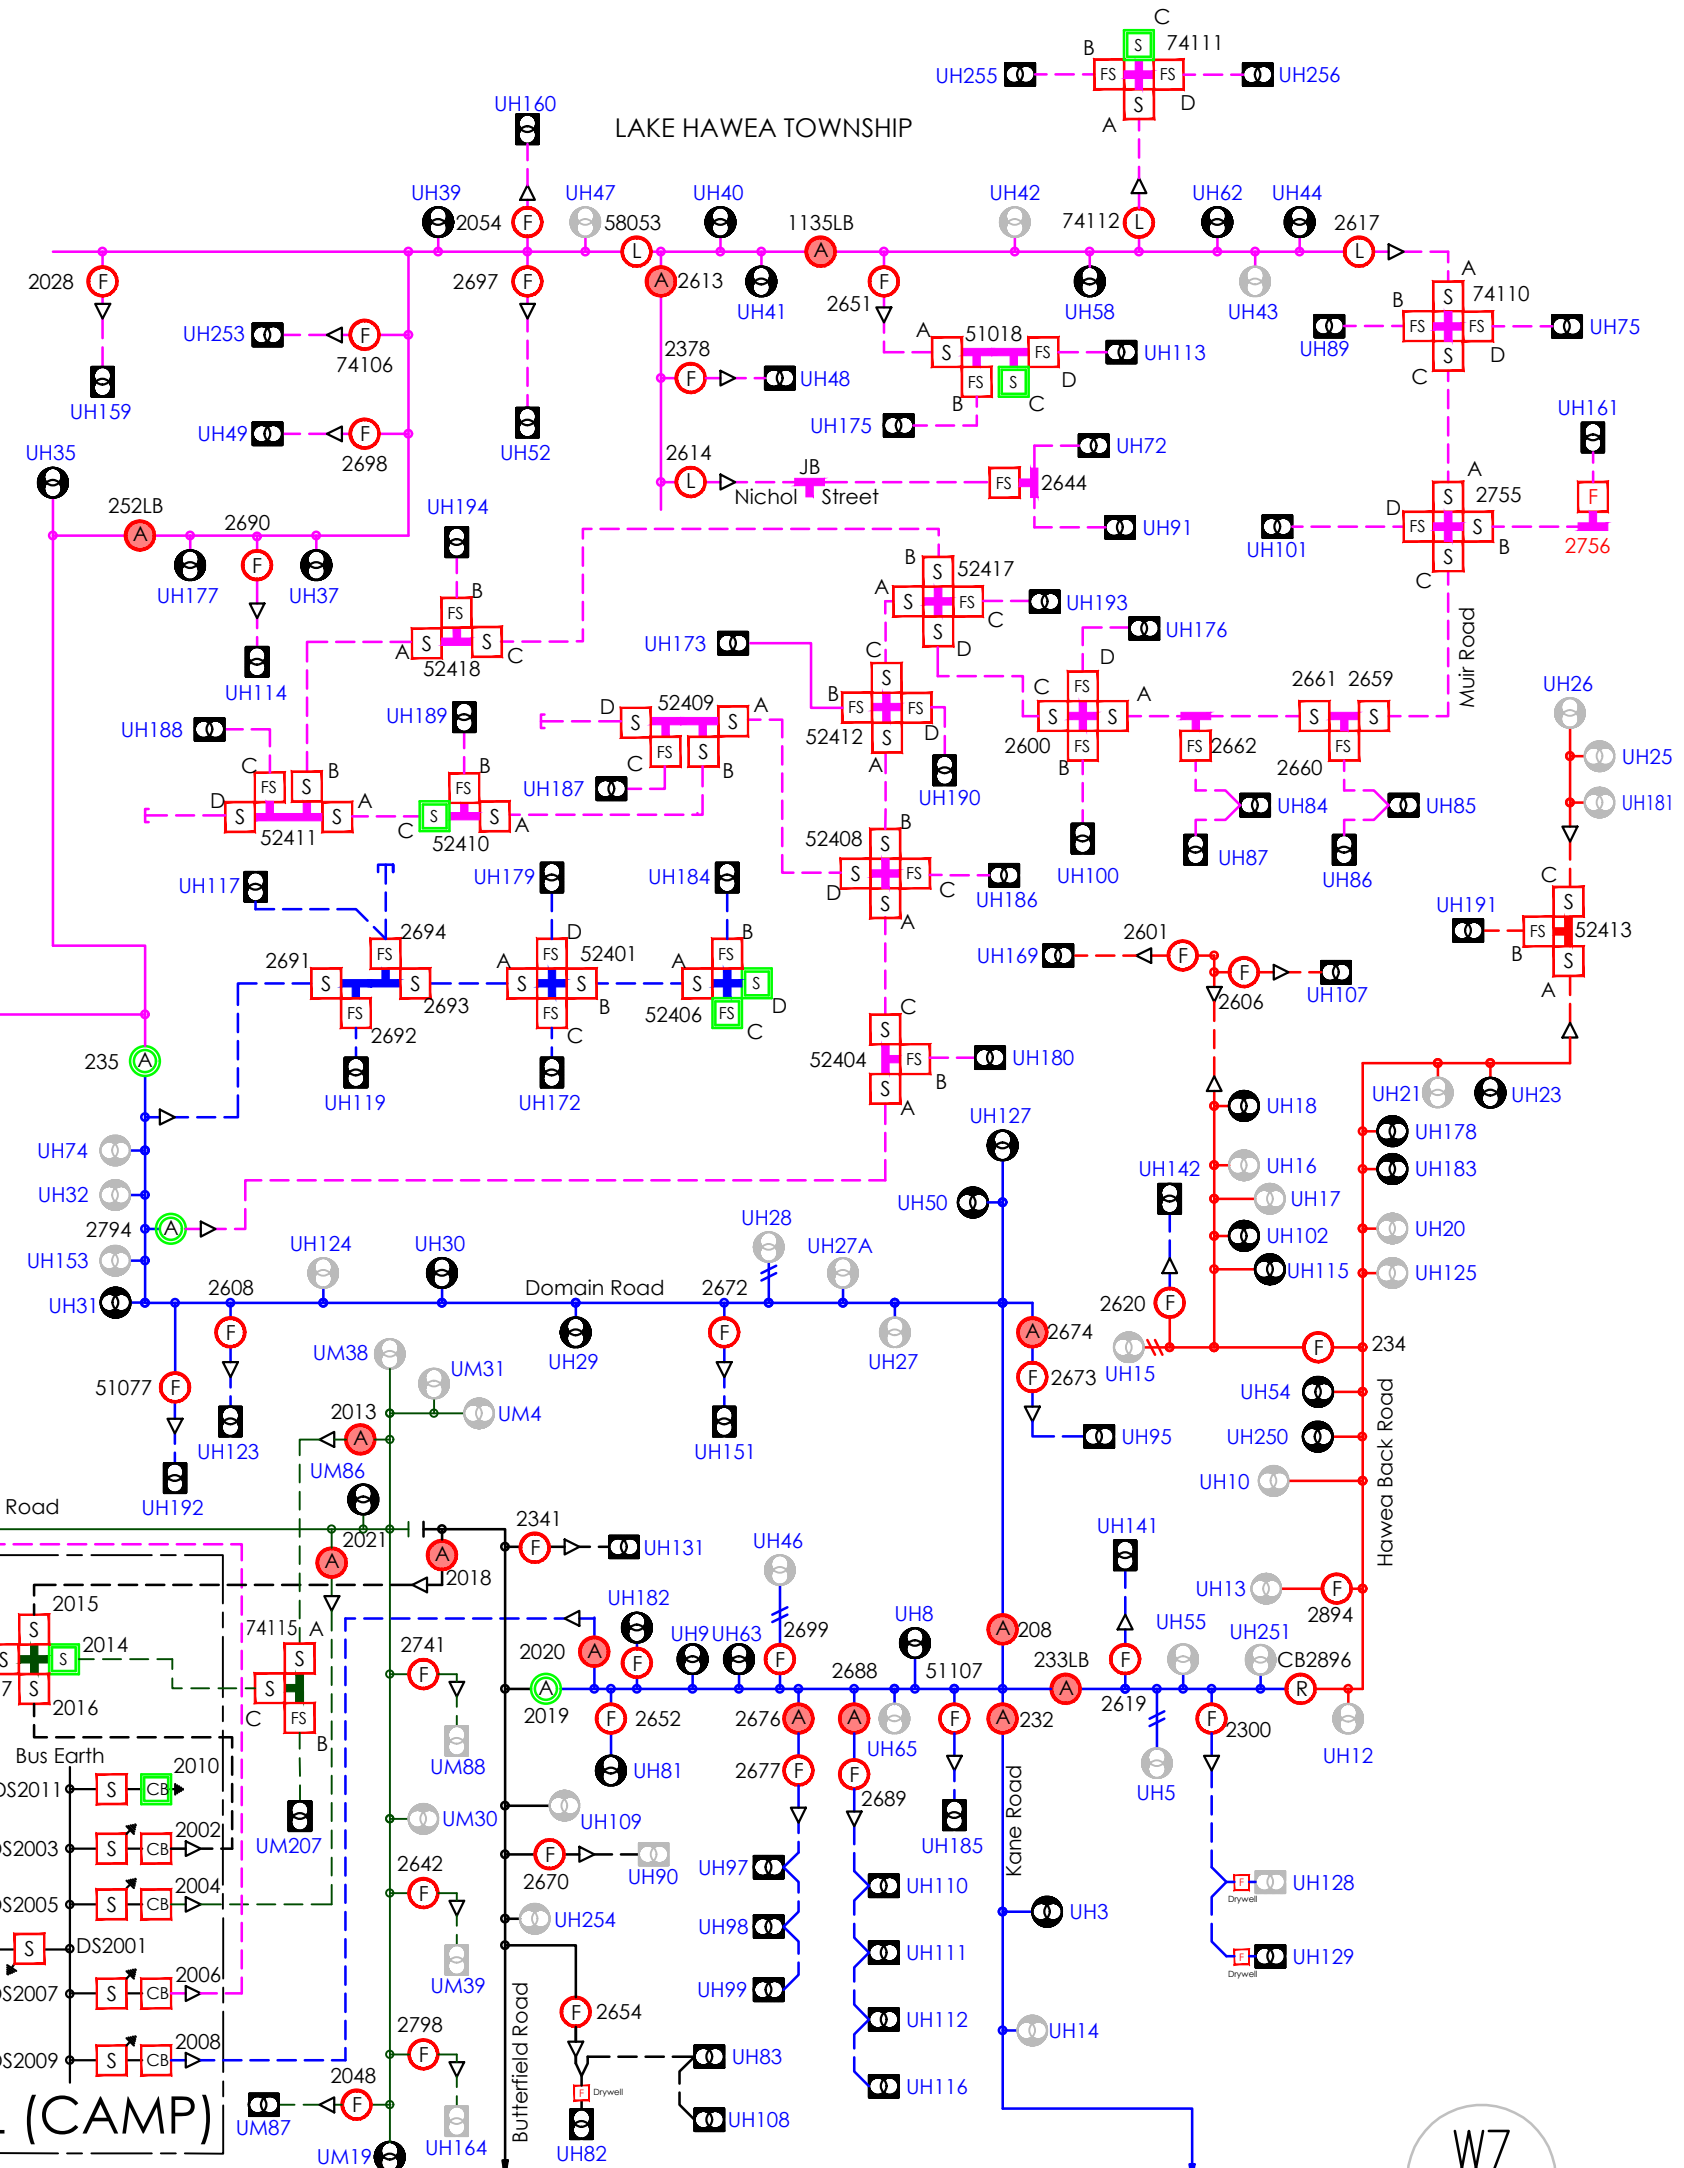 C
B S 74111
UH255 FS FS UH256
S D
A
UH160
LAKE HAWEA TOWNSHIP
UH39 UH47 UH40 UH42 UH62 UH44
2054 F 58053 1135LB 74112 L 2617
L A L
2028 F 2697 F A 2613 F A
UH41 2651 UH58 UH43 B S 74110
UH253 F A 51018 UH89 FS FS UH75
74106 2378 S FS UH113 S D
F UH48 FS S D C
UH159 B C
UH49 F UH175 UH161
UH35 2698 UH52 2614 UH72
L JB FS 2644 A F
Nichol Street S 2755
252LB 2690 UH194 D FS S
A UH91 UH101 B 2756
F B 52417 S
UH177 UH37 B A S C
FS S FS UH193 UH176
UH173 C S Muir Road
S S C D D
A 52418 C S FS
UH114 B C A 2661 2659 UH26
UH189 D 52409 A FS FS S S S S
UH188 S S 52412 S D 2600 FS FS 2662 FS UH25
C B FS S A B 2660
FS S B C B UH190
D A FS UH187 UH84 UH85 UH181
S S S S A 52408 B
52411 C 52410 S UH100 UH87 UH86
UH117 UH179 UH184 S FS C
D S UH186 S
2694 D B A UH191 FS 52413
2691 FS A FS 52401 A FS 2601 B S
S S S S S S UH169 F F A
2693 B D C 2606 UH107
FS FS 52406 FS S
2692 C C 52404 FS UH180
235 A S B
UH119 UH172 A UH21 UH23
UH127 UH18 UH178
UH74 UH142 UH16 UH183
UH32 UH50 UH17
2794 A UH28 UH102 UH20
UH153 UH124 UH30 UH27A UH115 UH125
UH31 2608 Domain Road 2672 2620 F
F F A 2674 F 234
UM38 UH29 UH27 UH15
51077 F UM31 F 2673 UH54
2013 UM4 Hawea Back Road
A UH123 UH151 UH95 UH250
UM86
UH192 UH10
Road
2021 2341 UH141
A A F UH131 UH46
2018 UH13 F
2015 UH182 UH8 A 208 UH55 2894
S 74115 A 2741 2020 A F UH9 UH63 2699 F UH251
S S 2014 S F 2688 51107 233LB F CB2896
7 S S A A R
2016 C FS 2019 F 2652 2676 A A F A 232 2619 F 2300
Bus Earth B UM88 UH65 UH12
2010 UH81 2677 F F UH5
DS2011 S CB UH109 2689 Kane Road
2002 UM207 UM30 UH185
DS2003 S CB 2642 F UH90 UH97
2004 F 2670 UH110 F UH128
DS2005 S CB UH254 UH98 UH3 Drywell
S DS2001 UH111 F UH129
2006 UM39 UH99 Drywell
DS2007 S CB F 2654
2008 2798 UH112 UH14
DS2009 S CB F UH83
2048 F Drywell UH116
L (CAMP) UM87 F UH108 W7
UM19 UH164 Butterfield Road UH82